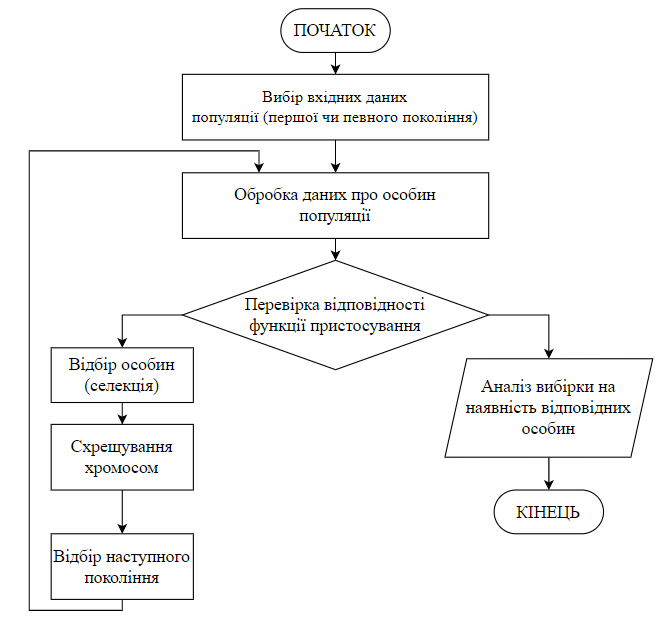 ПОЧАТОК
Вибір вхідних даних
популяції (першої чи певного покоління)
Обробка даних про особин
популяції
Перевірка відповідності
функції пристосування
Відбір особин
(селекція)
Схрешування
хромосом
Відбір наступного
покоління
Аналіз вибірки на
наявність відповідних
особин
КІНЕЦЬ